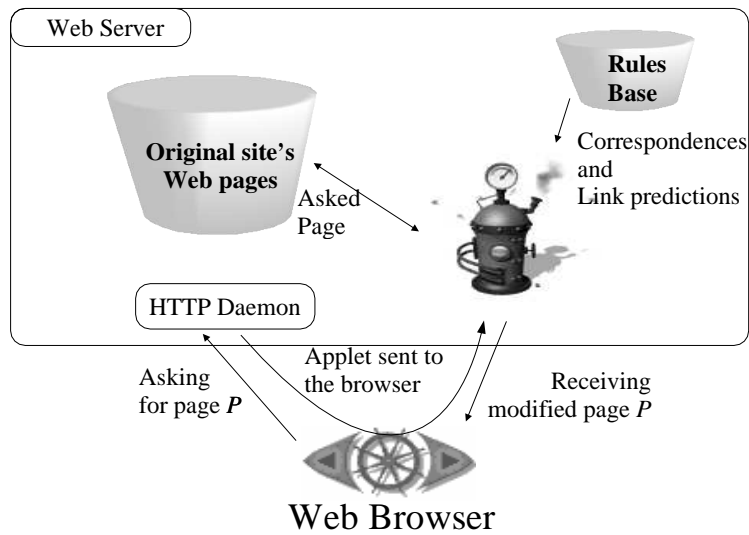 Web Server
Rules
Base
Original site's
Web pages
Correspondences
and
Link predictions
Asked
Page
HTTP Daemon
Applet sent to
the browser
Asking
for page P
Receiving
modified page P
Web Browser